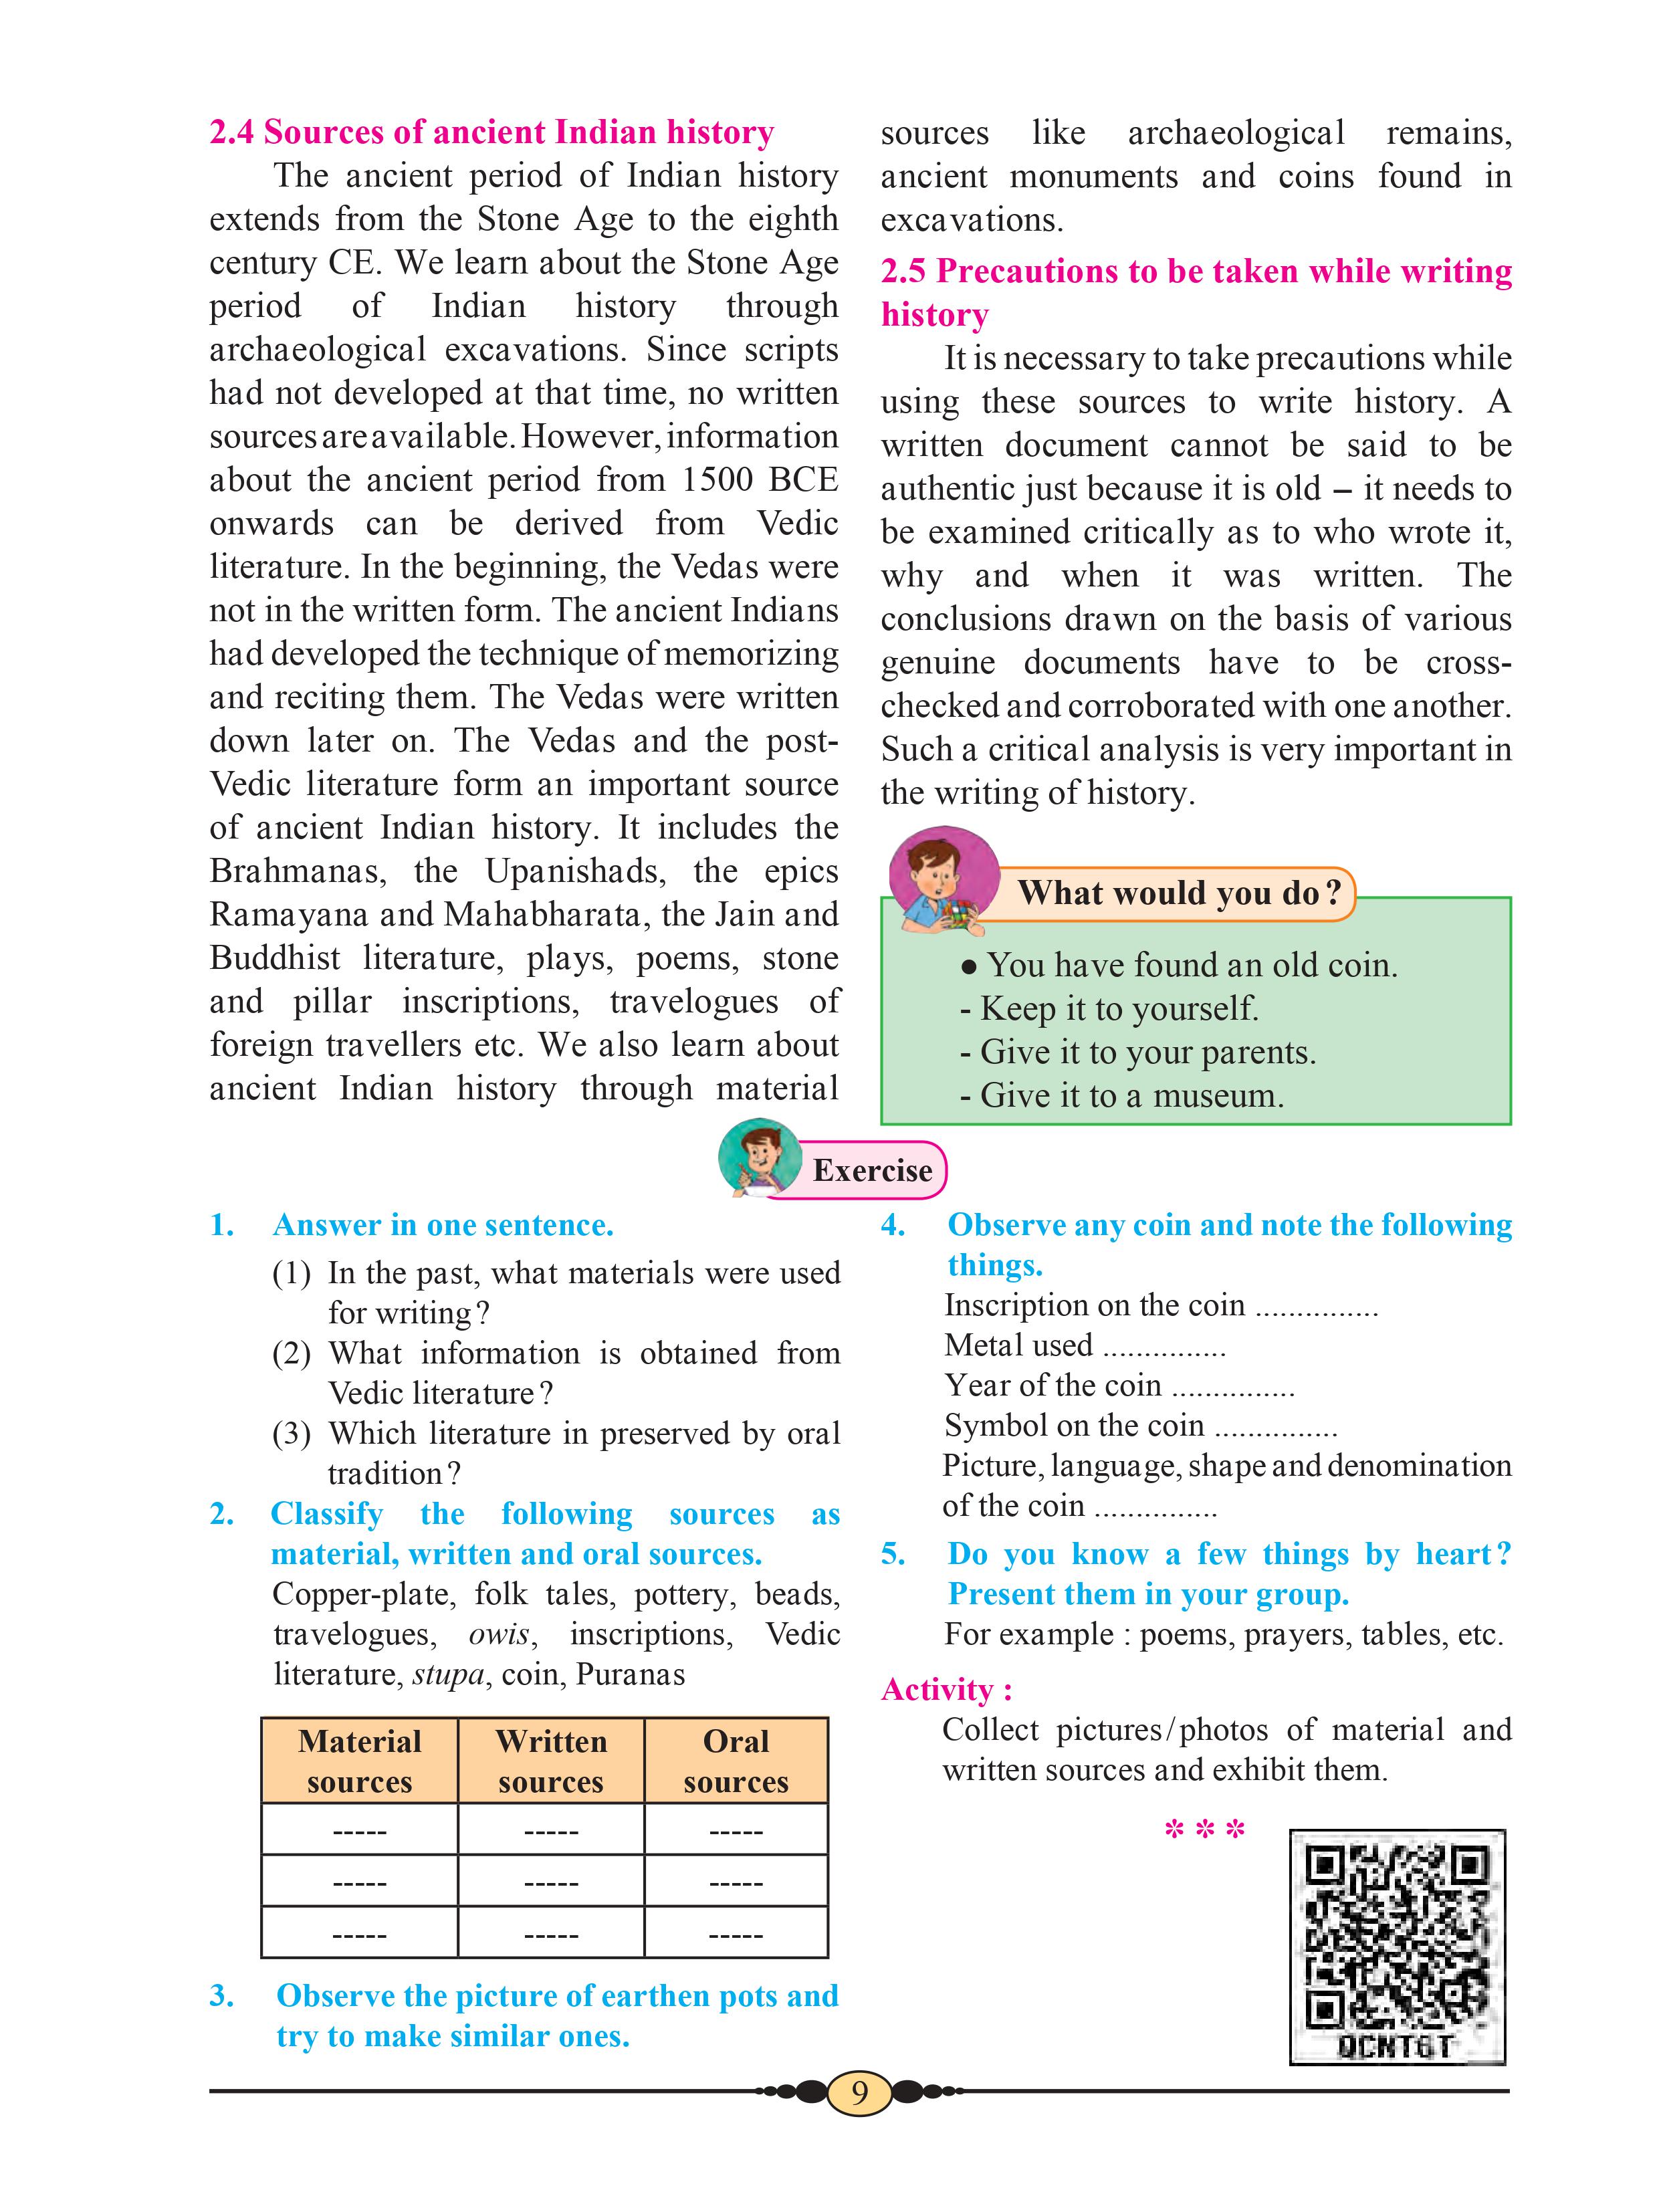 2.4 Sources of ancient Indian history
The ancient period of Indian history
extends from the Stone Age to the eighth
century CE. We learn about the Stone Age
period of Indian history through
archaeological excavations. Since scripts
had not developed at that time, no written
sources are available. However, information
about the ancient period from 1500 BCE
onwards can be derived from Vedic
literature. In the beginning, the Vedas were
not in the written form. The ancient Indians
had developed the technique of memorizing
and reciting them. The Vedas were written
down later on. The Vedas and the post-
Vedic literature form an important source
of ancient Indian history. It includes the
Brahmanas, the Upanishads, the epics
Ramayana and Mahabharata, the Jain and
Buddhist literature, plays, poems, stone
and pillar inscriptions, travelogues of
foreign travellers etc. We also learn about
ancient Indian history through material
sources like archaeological remains,
ancient monuments and coins found in
excavations.
2.5 Precautions to be taken while writing
history
It is necessary to take precautions while
using these sources to write history. A
written document cannot be said to be
authentic just because it is old – it needs to
be examined critically as to who wrote it,
why and when it was written. The
conclusions drawn on the basis of various
genuine documents have to be cross-
checked and corroborated with one another.
Such a critical analysis is very important in
the writing of history.
What would you do?
● You have found an old coin.
- Keep it to yourself.
- Give it to your parents.
- Give it to a museum.
Exercise
1. Answer in one sentence.
(1) In the past, what materials were used
for writing?
(2) What information is obtained from
Vedic literature?
(3) Which literature in preserved by oral
tradition?
2. Classify the following sources as
material, written and oral sources.
Copper-plate, folk tales, pottery, beads,
travelogues, owis, inscriptions, Vedic
literature, stupa, coin, Puranas
Material sources Written sources Oral sources
----- ----- -----
----- ----- -----
----- ----- -----
3. Observe the picture of earthen pots and
try to make similar ones.
4. Observe any coin and note the following
things.
Inscription on the coin ...............
Metal used ...............
Year of the coin ...............
Symbol on the coin ...............
Picture, language, shape and denomination
of the coin ...............
5. Do you know a few things by heart?
Present them in your group.
For example : poems, prayers, tables, etc.
Activity :
Collect pictures/photos of material and
written sources and exhibit them.
* * *
QCNT6T
9